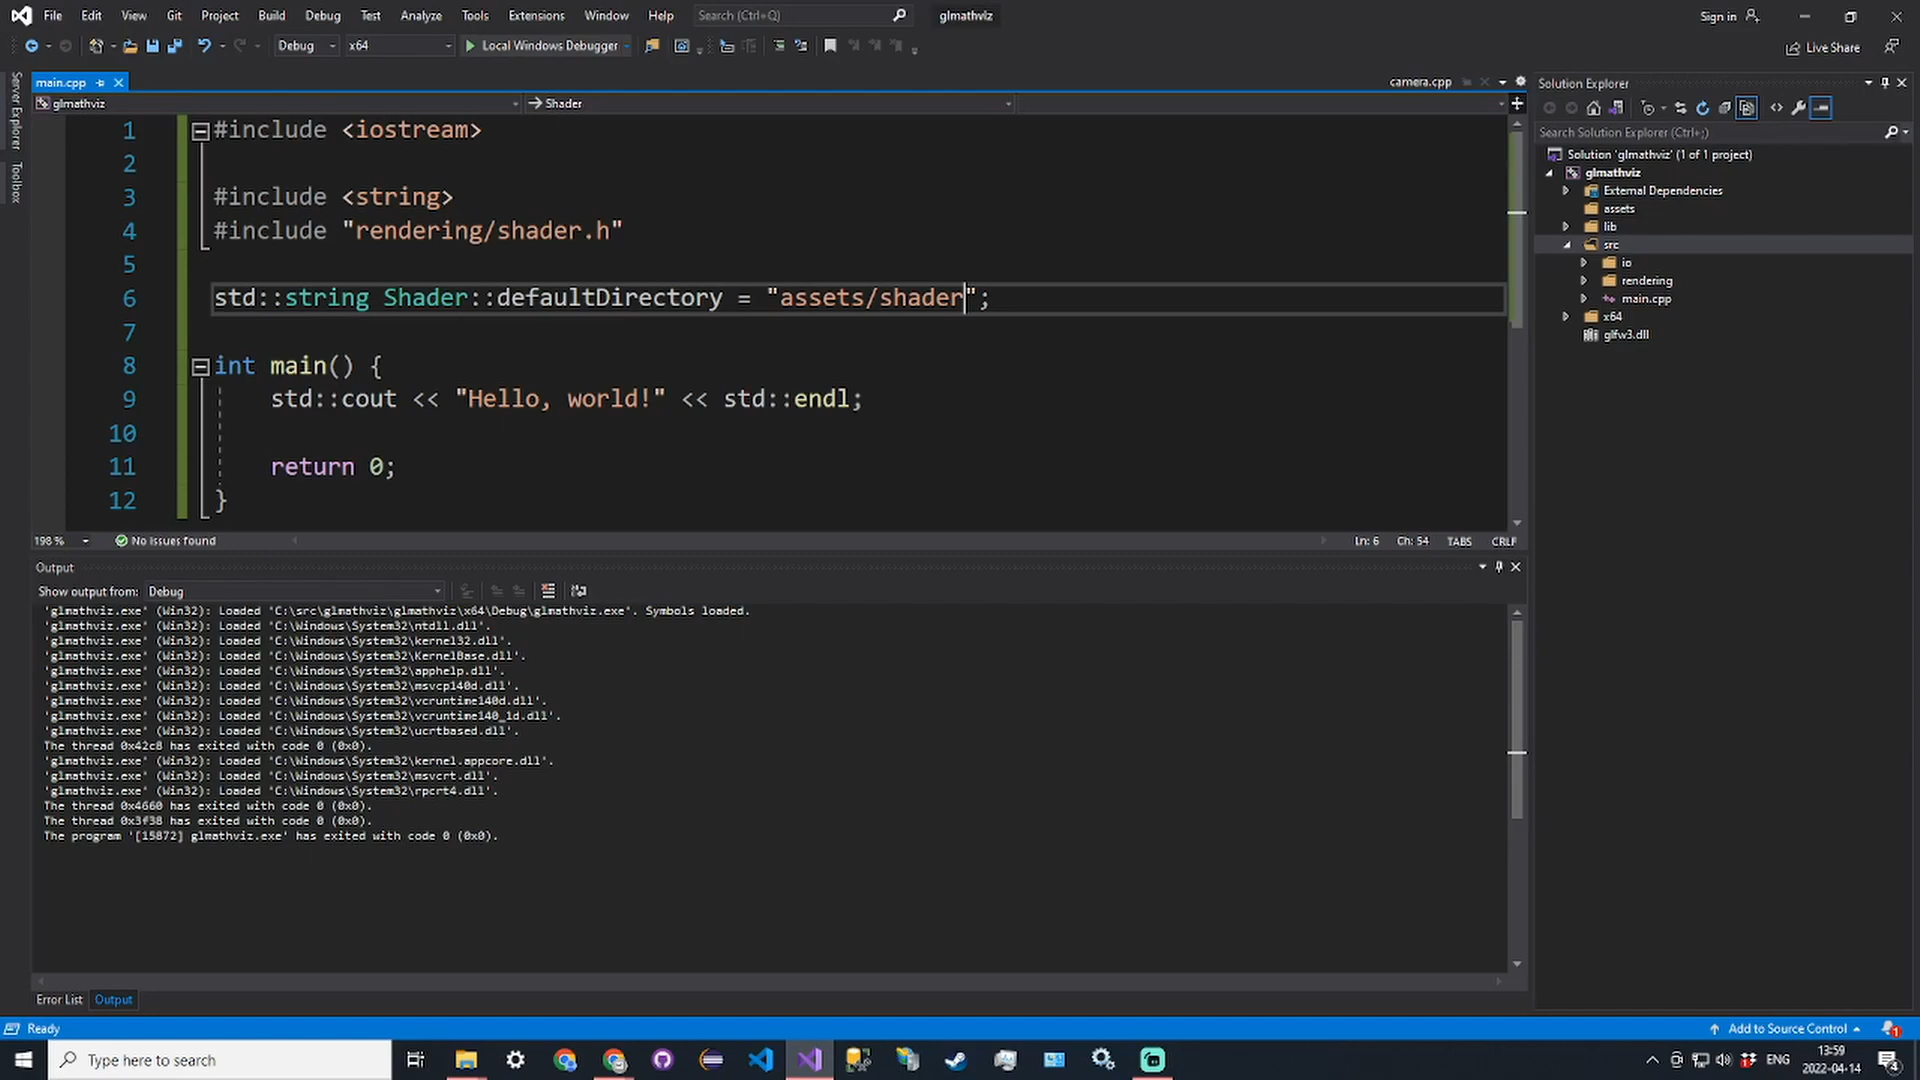 File Edit View Git Project Build Debug Test Analyze Tools Extensions Window Help Search (Ctrl+Q) glmathviz Sign in
Debug x64 Local Windows Debugger Live Share
Server Explorer
Toolbox
main.cpp camera.cpp
glmathviz Shader
1 #include <iostream>
2
3 #include <string>
4 #include "rendering/shader.h"
5
6 std::string Shader::defaultDirectory = "assets/shader";
7
8 int main() {
9 std::cout << "Hello, world!" << std::endl;
10
11 return 0;
12 }
198 % No issues found Ln: 6 Ch: 54 TABS CRLF
Output
Show output from: Debug
'glmathviz.exe' (Win32): Loaded 'C:\src\glmathviz\glmathviz\x64\Debug\glmathviz.exe'. Symbols loaded.
'glmathviz.exe' (Win32): Loaded 'C:\Windows\System32\ntdll.dll'.
'glmathviz.exe' (Win32): Loaded 'C:\Windows\System32\kernel32.dll'.
'glmathviz.exe' (Win32): Loaded 'C:\Windows\System32\KernelBase.dll'.
'glmathviz.exe' (Win32): Loaded 'C:\Windows\System32\apphelp.dll'.
'glmathviz.exe' (Win32): Loaded 'C:\Windows\System32\msvcp140d.dll'.
'glmathviz.exe' (Win32): Loaded 'C:\Windows\System32\vcruntime140d.dll'.
'glmathviz.exe' (Win32): Loaded 'C:\Windows\System32\vcruntime140_1d.dll'.
'glmathviz.exe' (Win32): Loaded 'C:\Windows\System32\ucrtbased.dll'.
The thread 0x42c8 has exited with code 0 (0x0).
'glmathviz.exe' (Win32): Loaded 'C:\Windows\System32\kernel.appcore.dll'.
'glmathviz.exe' (Win32): Loaded 'C:\Windows\System32\msvcrt.dll'.
'glmathviz.exe' (Win32): Loaded 'C:\Windows\System32\rpcrt4.dll'.
The thread 0x4660 has exited with code 0 (0x0).
The thread 0x3f38 has exited with code 0 (0x0).
The program '[15872] glmathviz.exe' has exited with code 0 (0x0).
Error List Output
Solution Explorer
Search Solution Explorer (Ctrl+;)
Solution 'glmathviz' (1 of 1 project)
glmathviz
External Dependencies
assets
lib
src
io
rendering
main.cpp
x64
glfw3.dll
Ready Add to Source Control 1
Type here to search ENG 13:59
2022-04-14 4